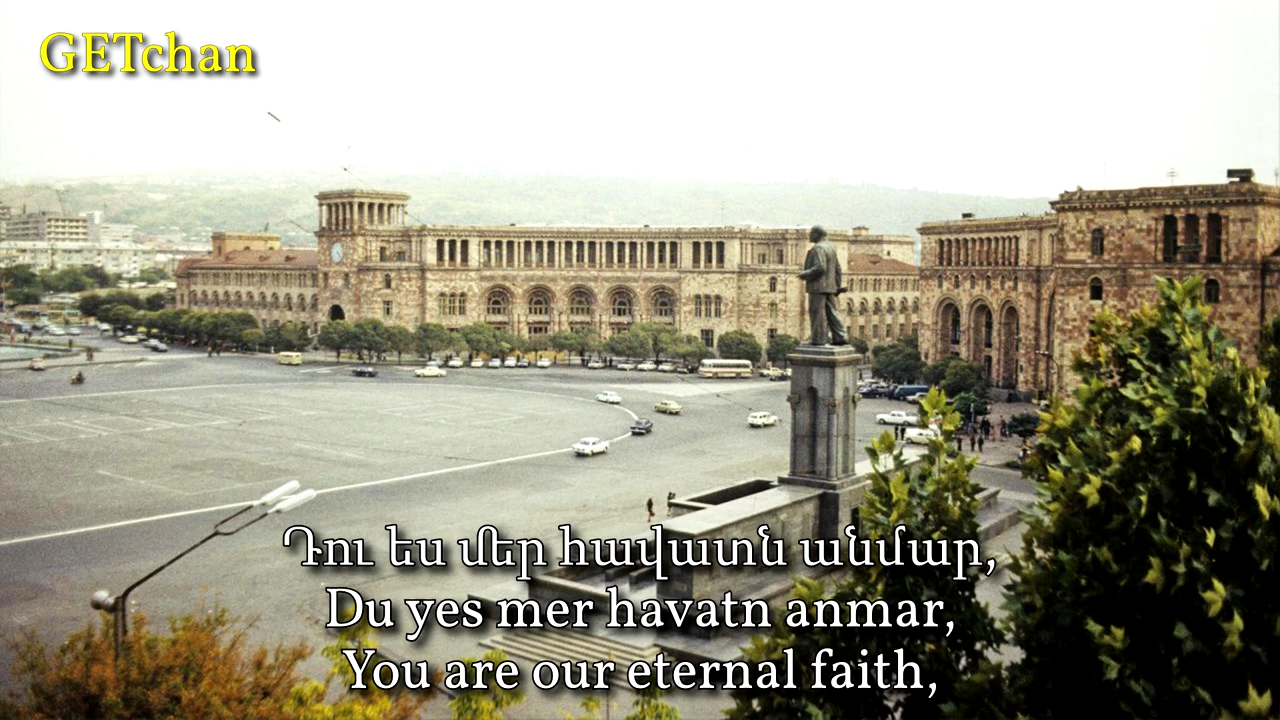 GETchan
Դու ես մեր հավատն անմար,
Du yes mer havatn anmar,
You are our eternal faith,